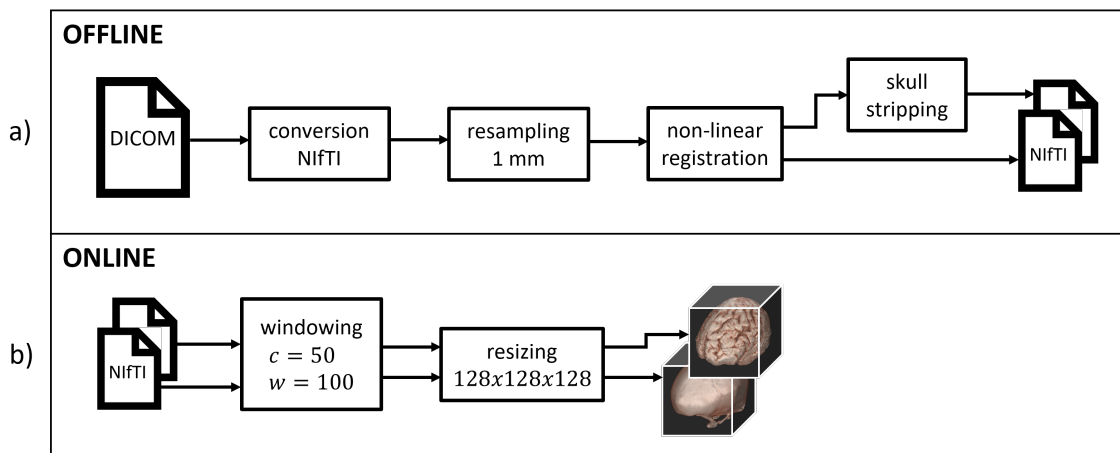 OFFLINE
a)
DICOM
conversion
NIfTI
resampling
1 mm
non-linear
registration
skull
stripping
NIfTI
ONLINE
b)
NIfTI
windowing
c = 50
w = 100
resizing
128x128x128